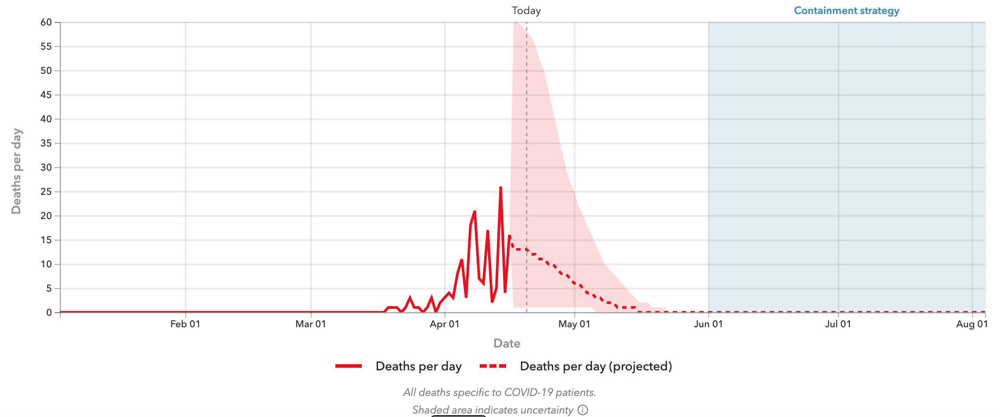 Today
Containment strategy
60
55
50
45
40
35
30
25
20
15
10
5
0
Deaths per day
Feb 01
Mar 01
Apr 01
May 01
Jun 01
Jul 01
Aug 01
Date
Deaths per day
Deaths per day (projected)
All deaths specific to COVID-19 patients.
Shaded area indicates uncertainty